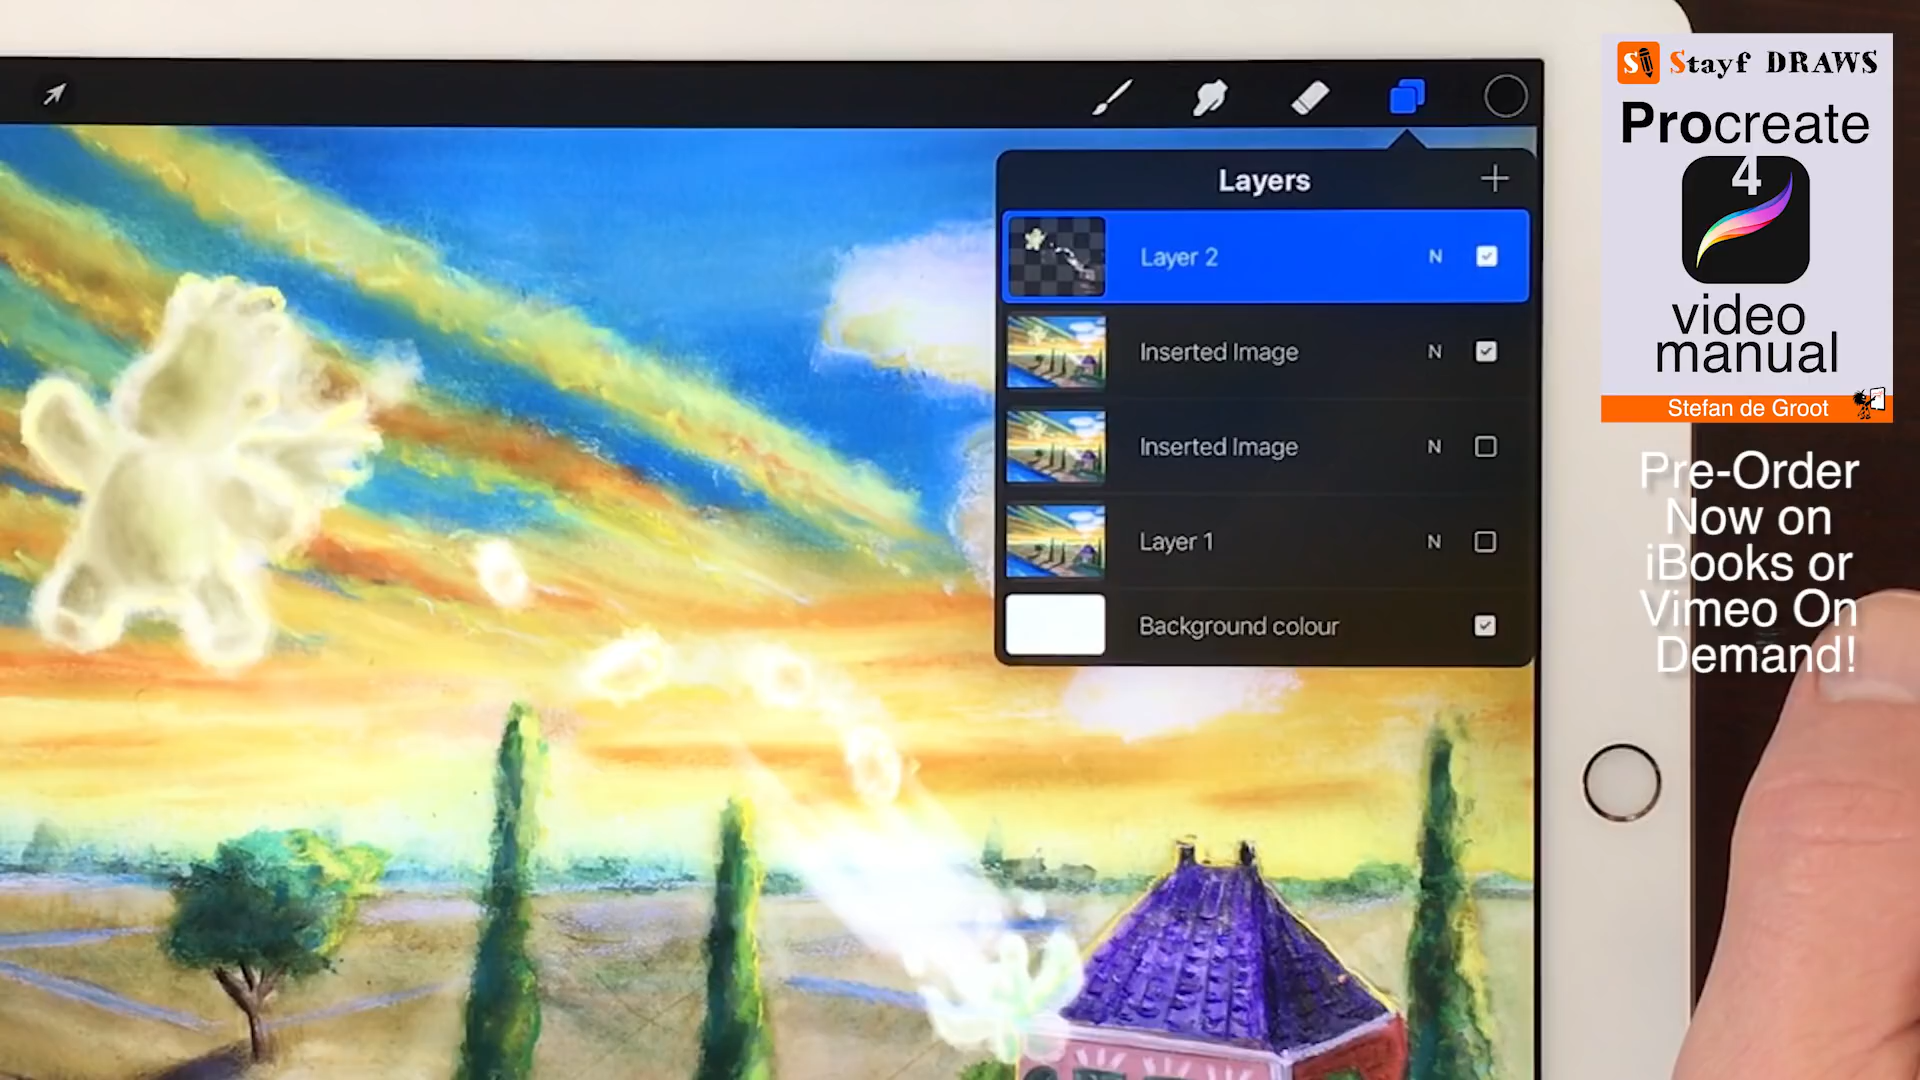 Layers
Layer 2 N
Inserted Image N
Inserted Image N
Layer 1 N
Background colour
S Stayf DRAWS
Procreate
4
video
manual
Stefan de Groot
Pre-Order
Now on
iBooks or
Vimeo On
Demand!